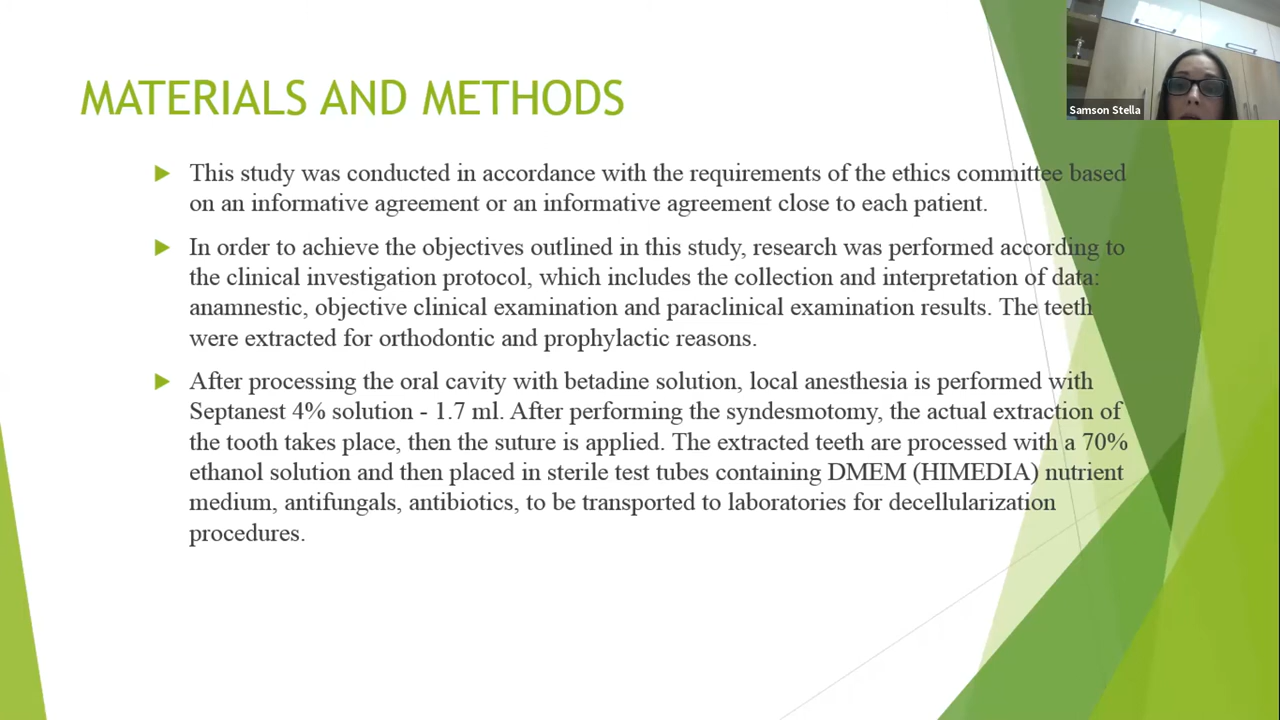 MATERIALS AND METHODS
Samson Stella
This study was conducted in accordance with the requirements of the ethics committee based
on an informative agreement or an informative agreement close to each patient.
In order to achieve the objectives outlined in this study, research was performed according to
the clinical investigation protocol, which includes the collection and interpretation of data:
anamnestic, objective clinical examination and paraclinical examination results. The teeth
were extracted for orthodontic and prophylactic reasons.
After processing the oral cavity with betadine solution, local anesthesia is performed with
Septanest 4% solution - 1.7 ml. After performing the syndesmotomy, the actual extraction of
the tooth takes place, then the suture is applied. The extracted teeth are processed with a 70%
ethanol solution and then placed in sterile test tubes containing DMEM (HIMEDIA) nutrient
medium, antifungals, antibiotics, to be transported to laboratories for decellularization
procedures.